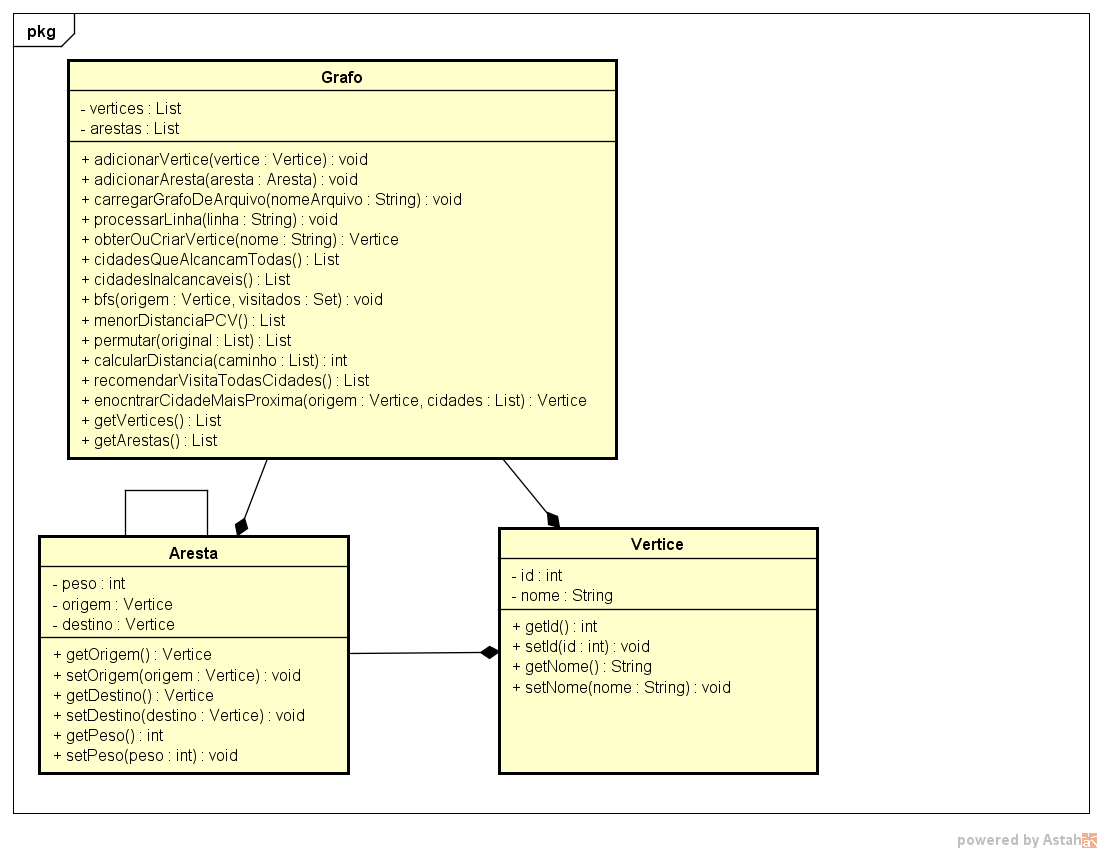 pkg
Grafo
- vertices : List
- arestas : List
+ adicionarVertice(vertice : Vertice) : void
+ adicionarAresta(aresta : Aresta) : void
+ carregarGrafoDeArquivo(nomeArquivo : String) : void
+ processarLinha(linha : String) : void
+ obterOuCriarVertice(nome : String) : Vertice
+ cidadesQueAlcancamTodas() : List
+ cidadesInalcancaveis() : List
+ bfs(origem : Vertice, visitados : Set) : void
+ menorDistanciaPCV() : List
+ permutar(original : List) : List
+ calcularDistancia(caminho : List) : int
+ recomendarVisitaTodasCidades() : List
+ enocntrarCidadeMaisProxima(origem : Vertice, cidades : List) : Vertice
+ getVertices() : List
+ getArestas() : List
Aresta
- peso : int
- origem : Vertice
- destino : Vertice
+ getOrigem() : Vertice
+ setOrigem(origem : Vertice) : void
+ getDestino() : Vertice
+ setDestino(destino : Vertice) : void
+ getPeso() : int
+ setPeso(peso : int) : void
Vertice
- id : int
- nome : String
+ getId() : int
+ setId(id : int) : void
+ getNome() : String
+ setNome(nome : String) : void
powered by Astah